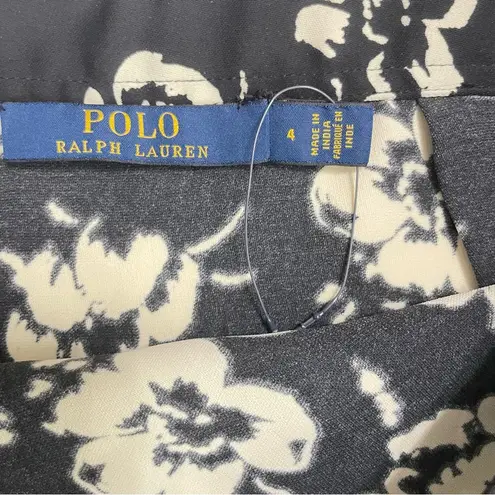 POLO
RALPH LAUREN
4
MADE IN
INDIA
FABRIQUÉ EN
INDE